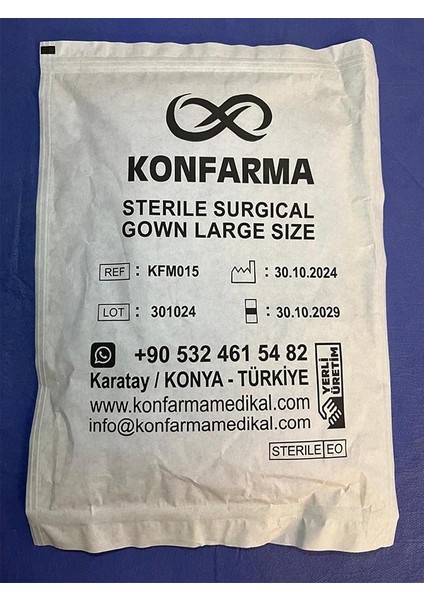 KONFARMA
STERILE SURGICAL
GOWN LARGE SIZE
REF : KFM015 : 30.10.2024
LOT : 301024 : 30.10.2029
+90 532 461 54 82
Karatay / KONYA - TÜRKİYE
www.konfarmamedikal.com
info@konfarmamedikal.com
YERLİ
ÜRETİM
STERILE EO